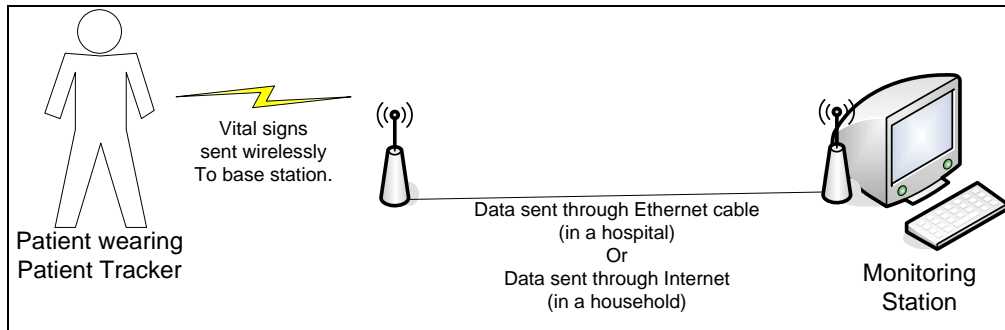 Vital signs
sent wirelessly
To base station.
Patient wearing
Patient Tracker
Data sent through Ethernet cable
(in a hospital)
Or
Data sent through Internet
(in a household)
Monitoring
Station